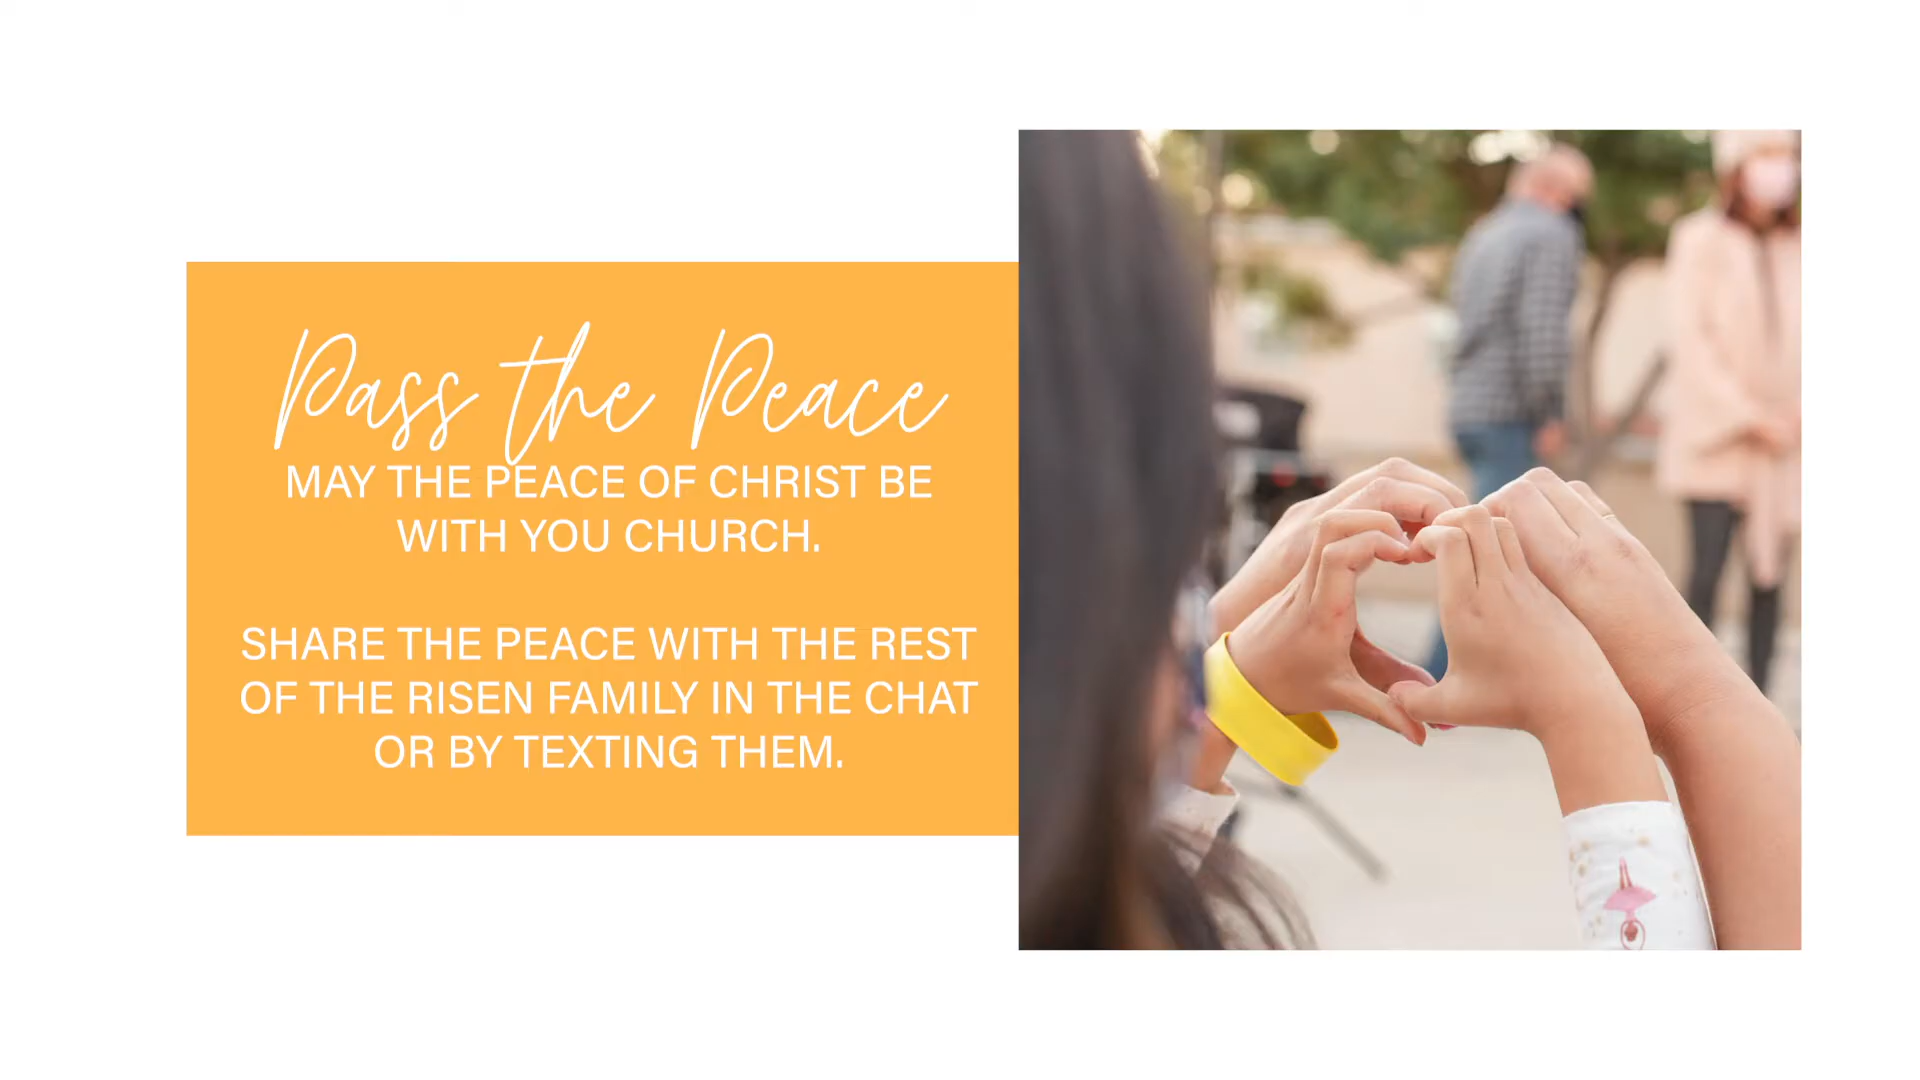 Pass the Peace
MAY THE PEACE OF CHRIST BE
WITH YOU CHURCH.
SHARE THE PEACE WITH THE REST
OF THE RISEN FAMILY IN THE CHAT
OR BY TEXTING THEM.